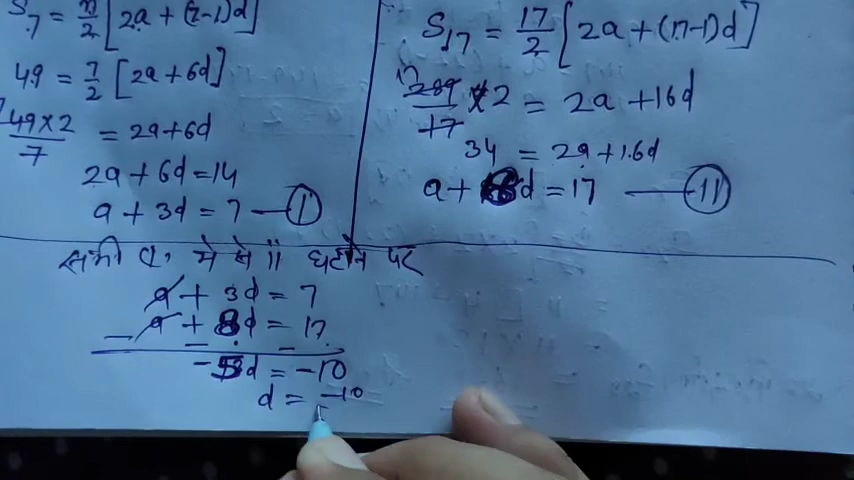 S₇ = n/2 [2a + (7-1)d]
49 = 7/2 [2a + 6d]
49×2/7 = 2a+6d
2a + 6d = 14
a + 3d = 7 — I
S₁₇ = 17/2 [2a + (17-1)d]
17 289/17 × 2 = 2a + 16d
34 = 2a + 16d
a + 8d = 17 — II
समी में से II घटाने पर
a + 3d = 7
- a + 8d = 17
- -
-5d = -10
d = -10